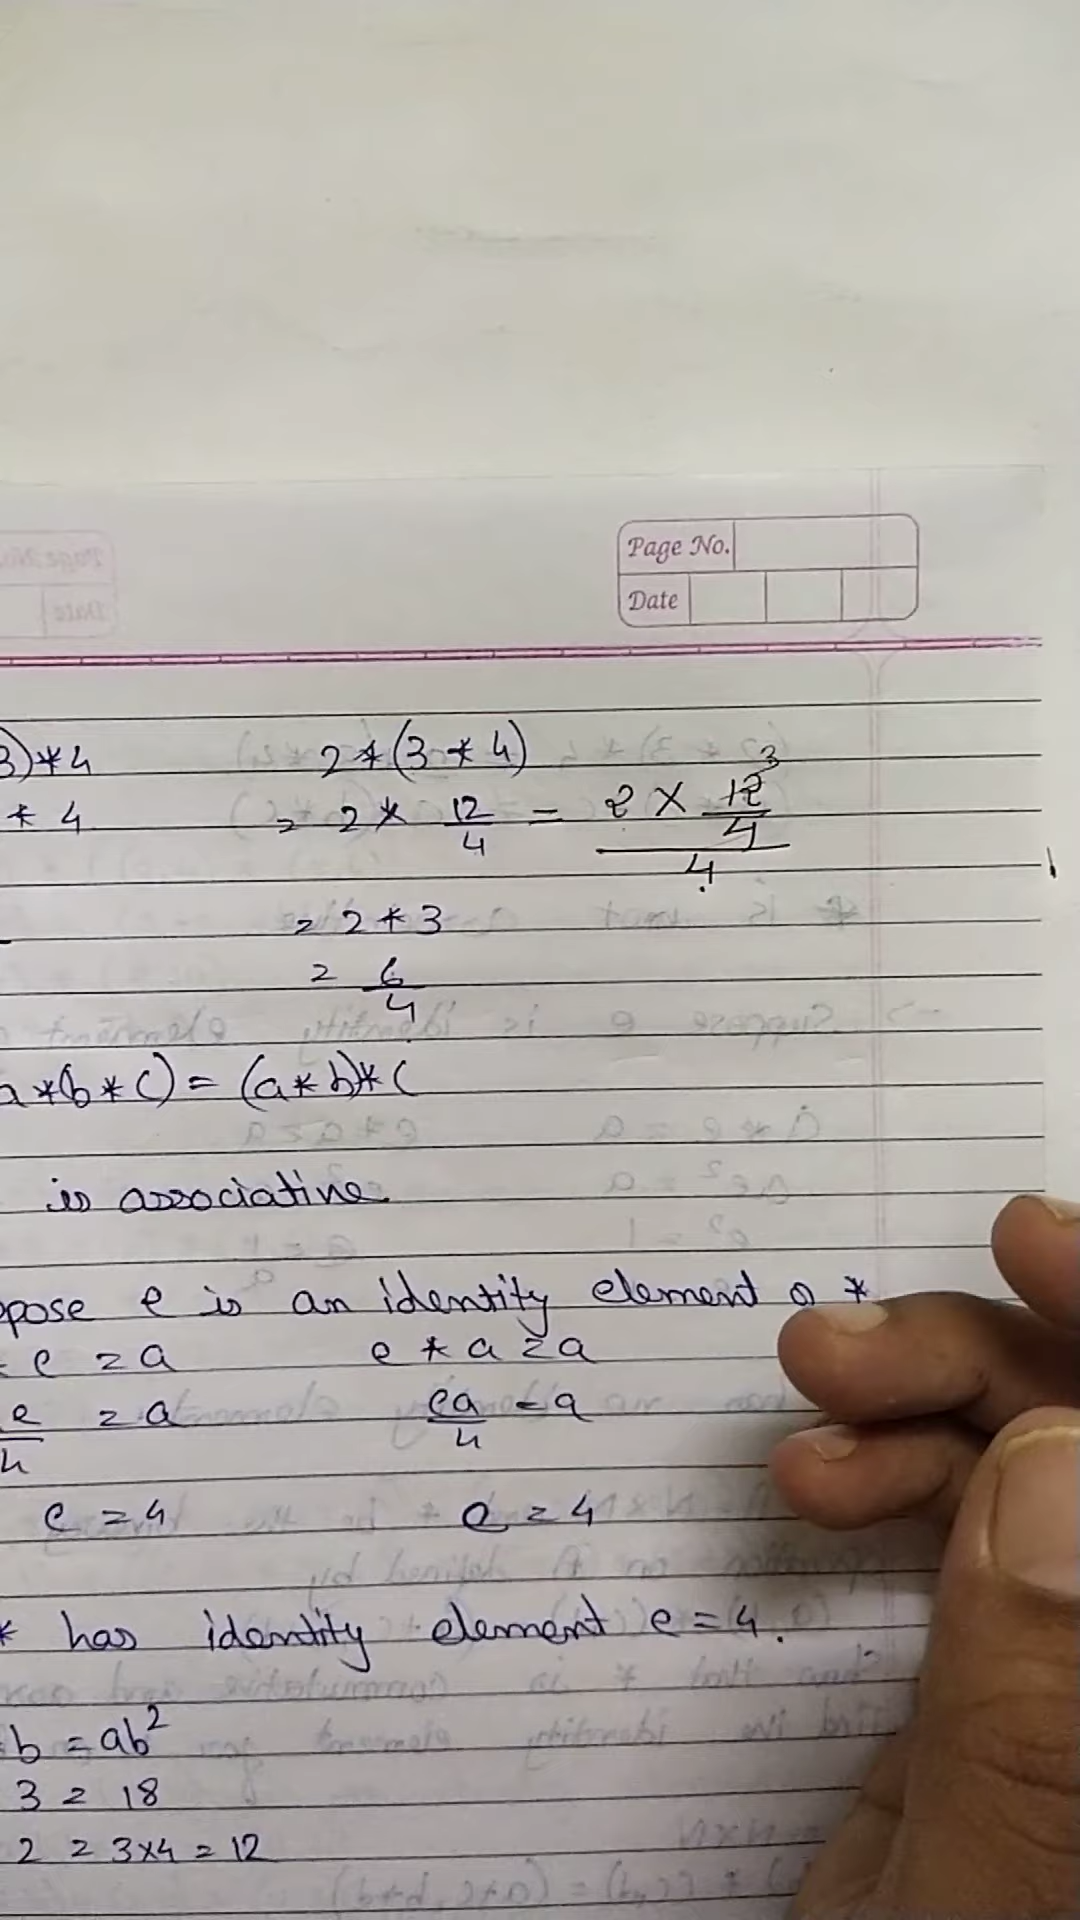 Page No.
Date
3)*4    2*(3*4)
* 4    = 2 * 12/4 = 2 × 12/4 / 4    3
= 2 * 3
= 6/4
a*(b*c) = (a*b)*c
is associative
pose e is an identity element o *
e = a    e * a = a
e/4 = a    ea/4 = a
e = 4    e = 4
* has identity element e = 4.
b = ab²
3 = 18
2 = 3×4 = 12